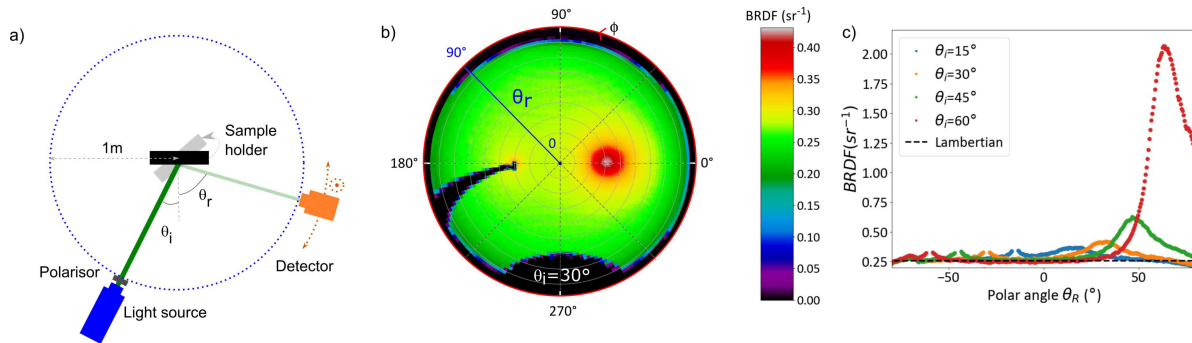 a)
1m
Sample
holder
θr
θi
Polarisor
Light source
Detector
b)
90°
ϕ
90°
θr
0
180°
0°
θi=30°
270°
BRDF (sr⁻¹)
0.40
0.35
0.30
0.25
0.20
0.15
0.10
0.05
0.00
c)
BRDF(sr⁻¹)
2.00
1.75
1.50
1.25
1.00
0.75
0.50
0.25
θi=15°
θi=30°
θi=45°
θi=60°
Lambertian
−50 0 50
Polar angle θR (°)